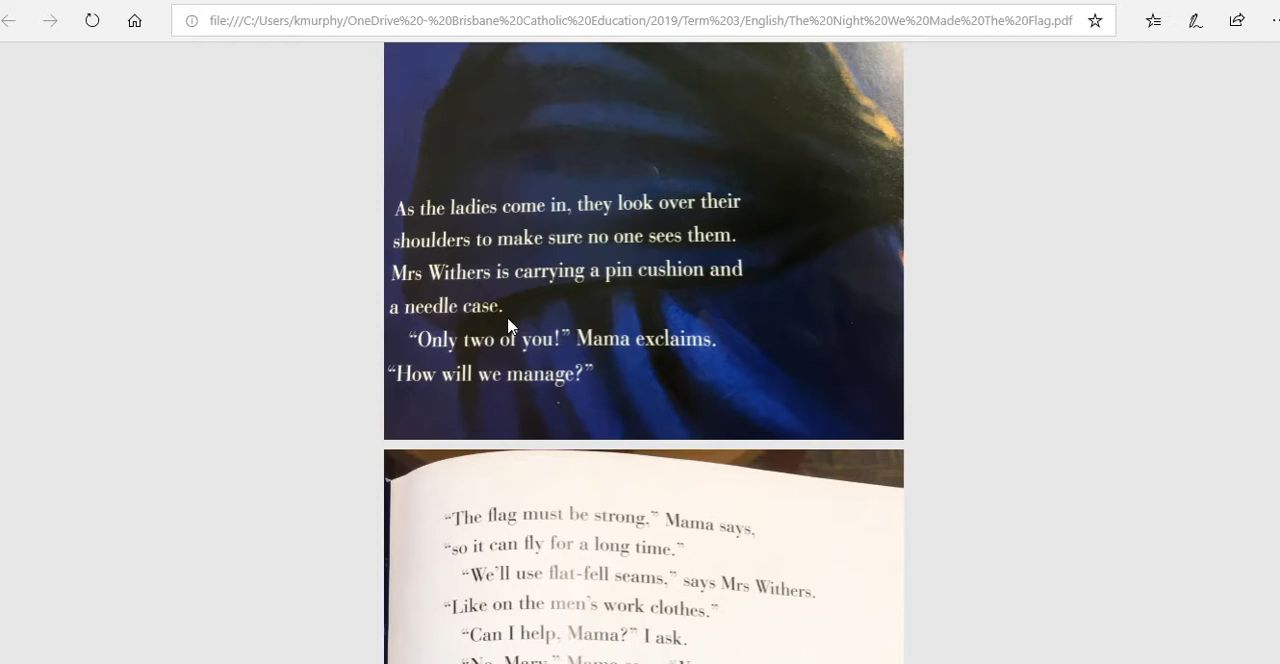 file:///C:/Users/kmurphy/OneDrive%20-%20Brisbane%20Catholic%20Education/2019/Term%203/English/The%20Night%20We%20Made%20The%20Flag.pdf
As the ladies come in, they look over their
shoulders to make sure no one sees them.
Mrs Withers is carrying a pin cushion and
a needle case.
“Only two of you!” Mama exclaims.
“How will we manage?”
“The flag must be strong,” Mama says,
“so it can fly for a long time.”
“We’ll use flat-fell seams,” says Mrs Withers.
“Like on the men’s work clothes.”
“Can I help, Mama?” I ask.
“No, Mary,” Mama